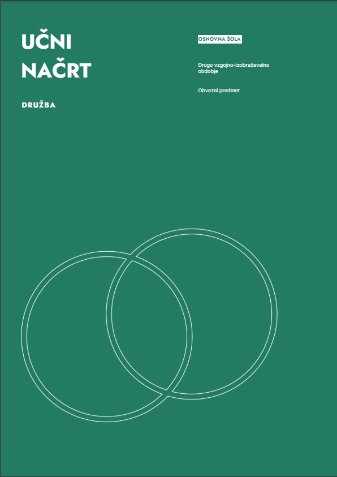 UČNI
NAČRT
DRUŽBA
OSNOVNA ŠOLA
Drugo vzgojno-izobraževalno
obdobje
Obvezni predmet